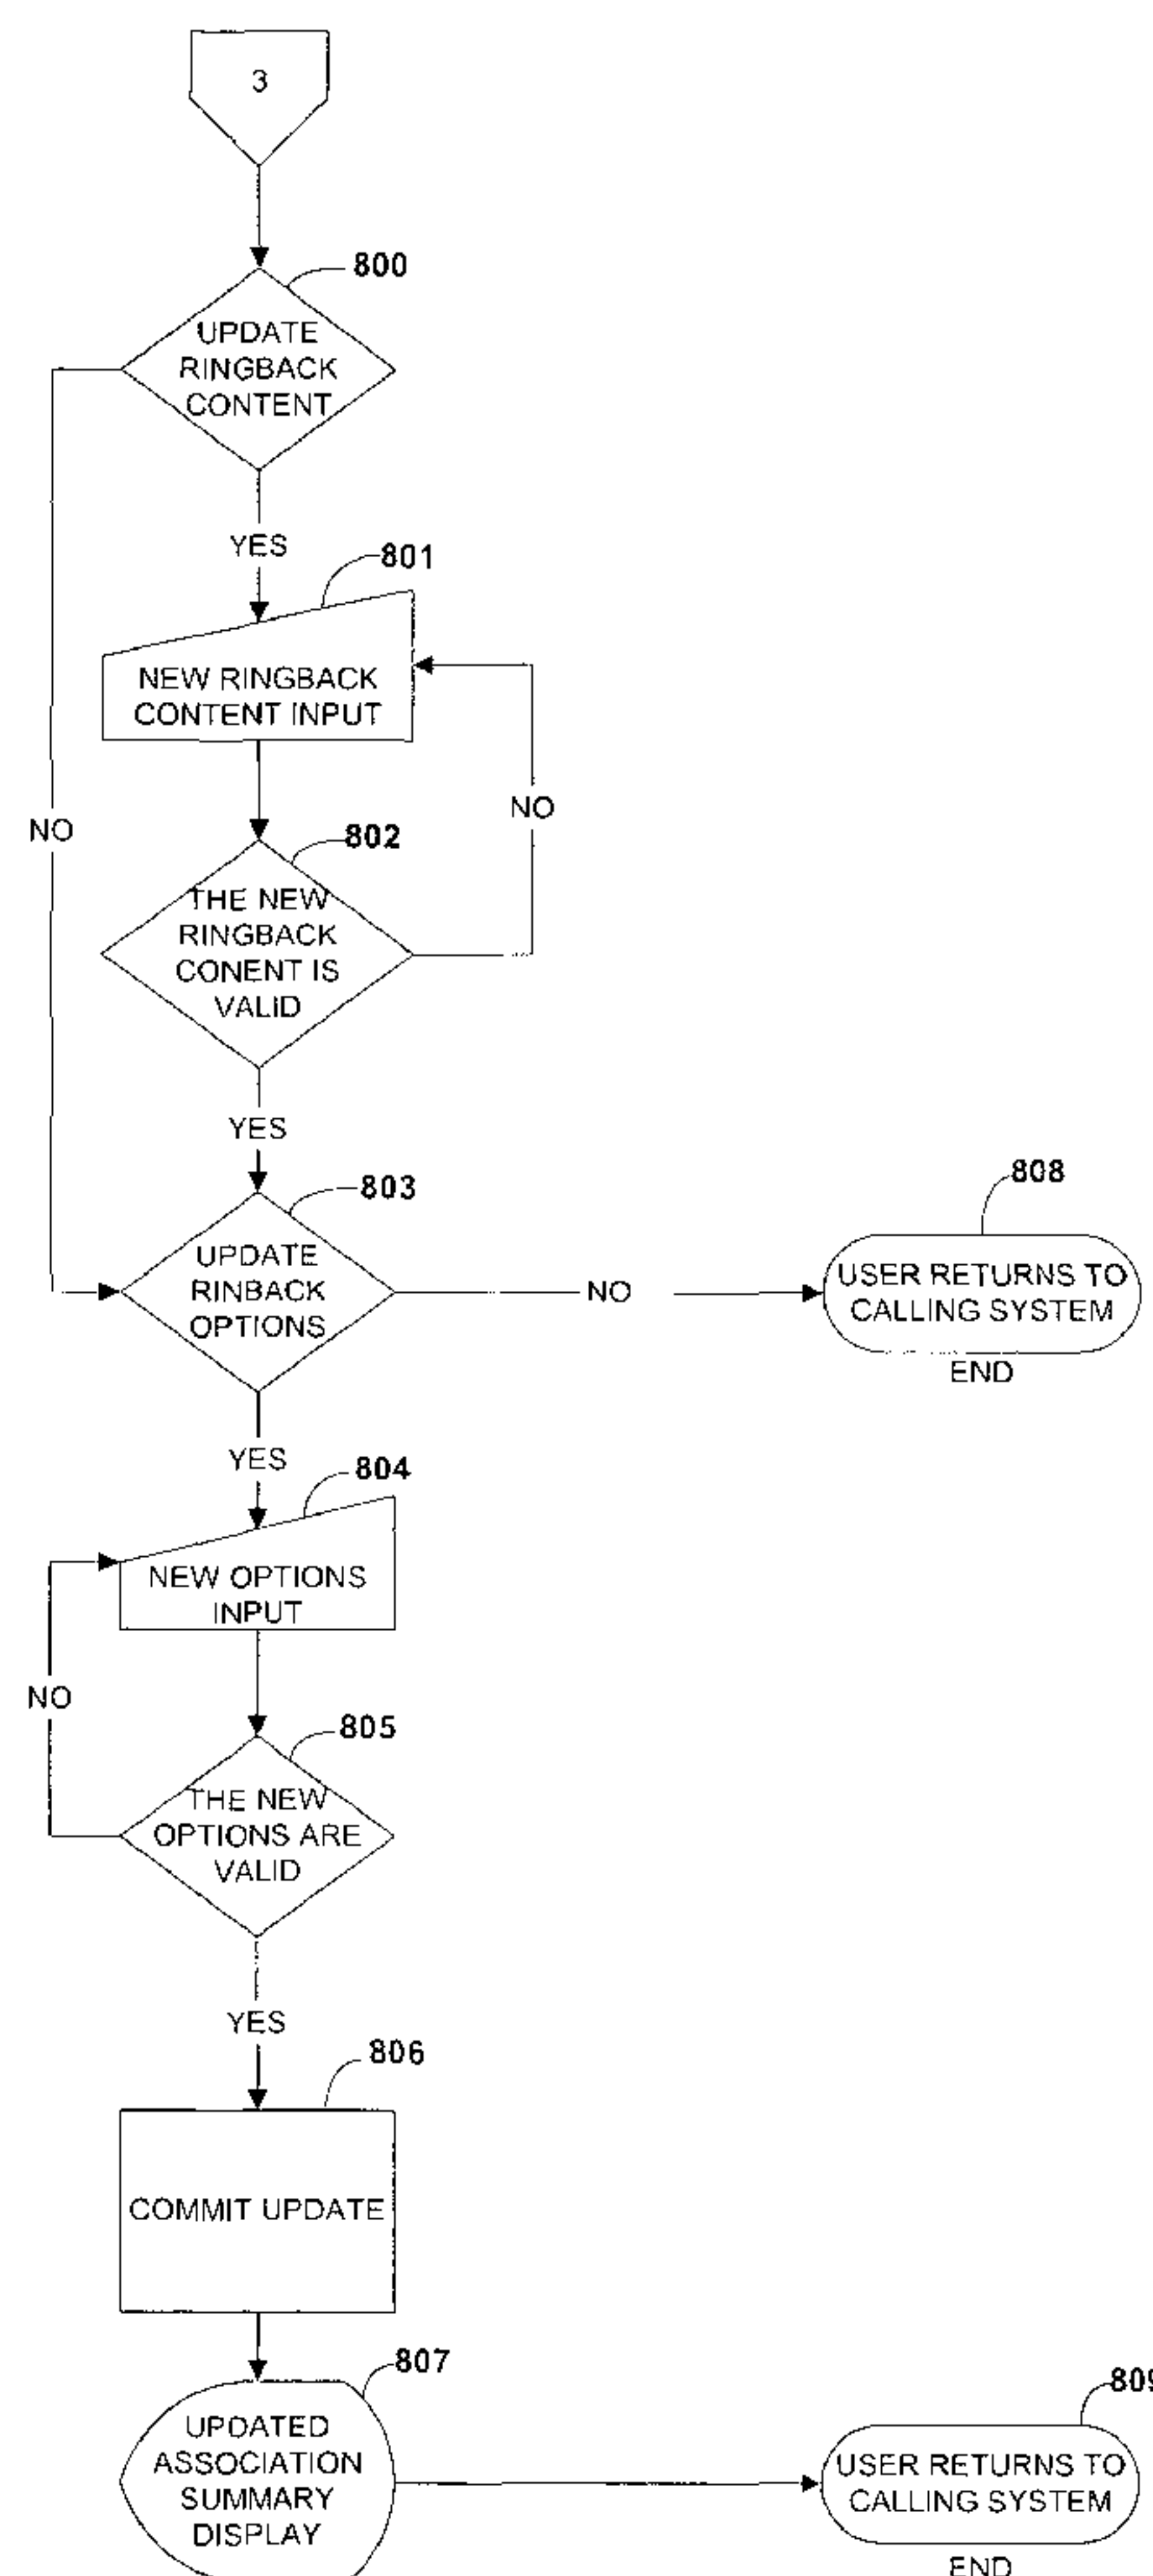 3
800
UPDATE
RINGBACK
CONTENT
YES
801
NEW RINGBACK
CONTENT INPUT
NO
NO
802
THE NEW
RINGBACK
CONENT IS
VALID
YES
803
UPDATE
RINBACK
OPTIONS
NO
808
USER RETURNS TO
CALLING SYSTEM
END
YES
804
NEW OPTIONS
INPUT
NO
805
THE NEW
OPTIONS ARE
VALID
YES
806
COMMIT UPDATE
807
UPDATED
ASSOCIATION
SUMMARY
DISPLAY
809
USER RETURNS TO
CALLING SYSTEM
END